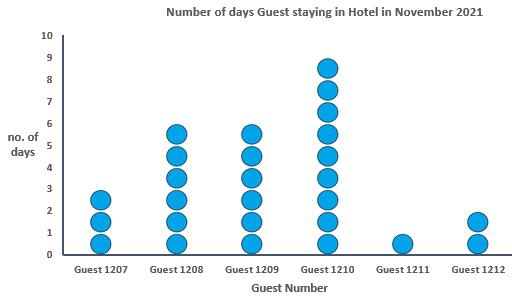 Number of days Guest staying in Hotel in November 2021
10
9
8
7
6
5
4
3
2
1
0
no. of
days
Guest 1207 Guest 1208 Guest 1209 Guest 1210 Guest 1211 Guest 1212
Guest Number